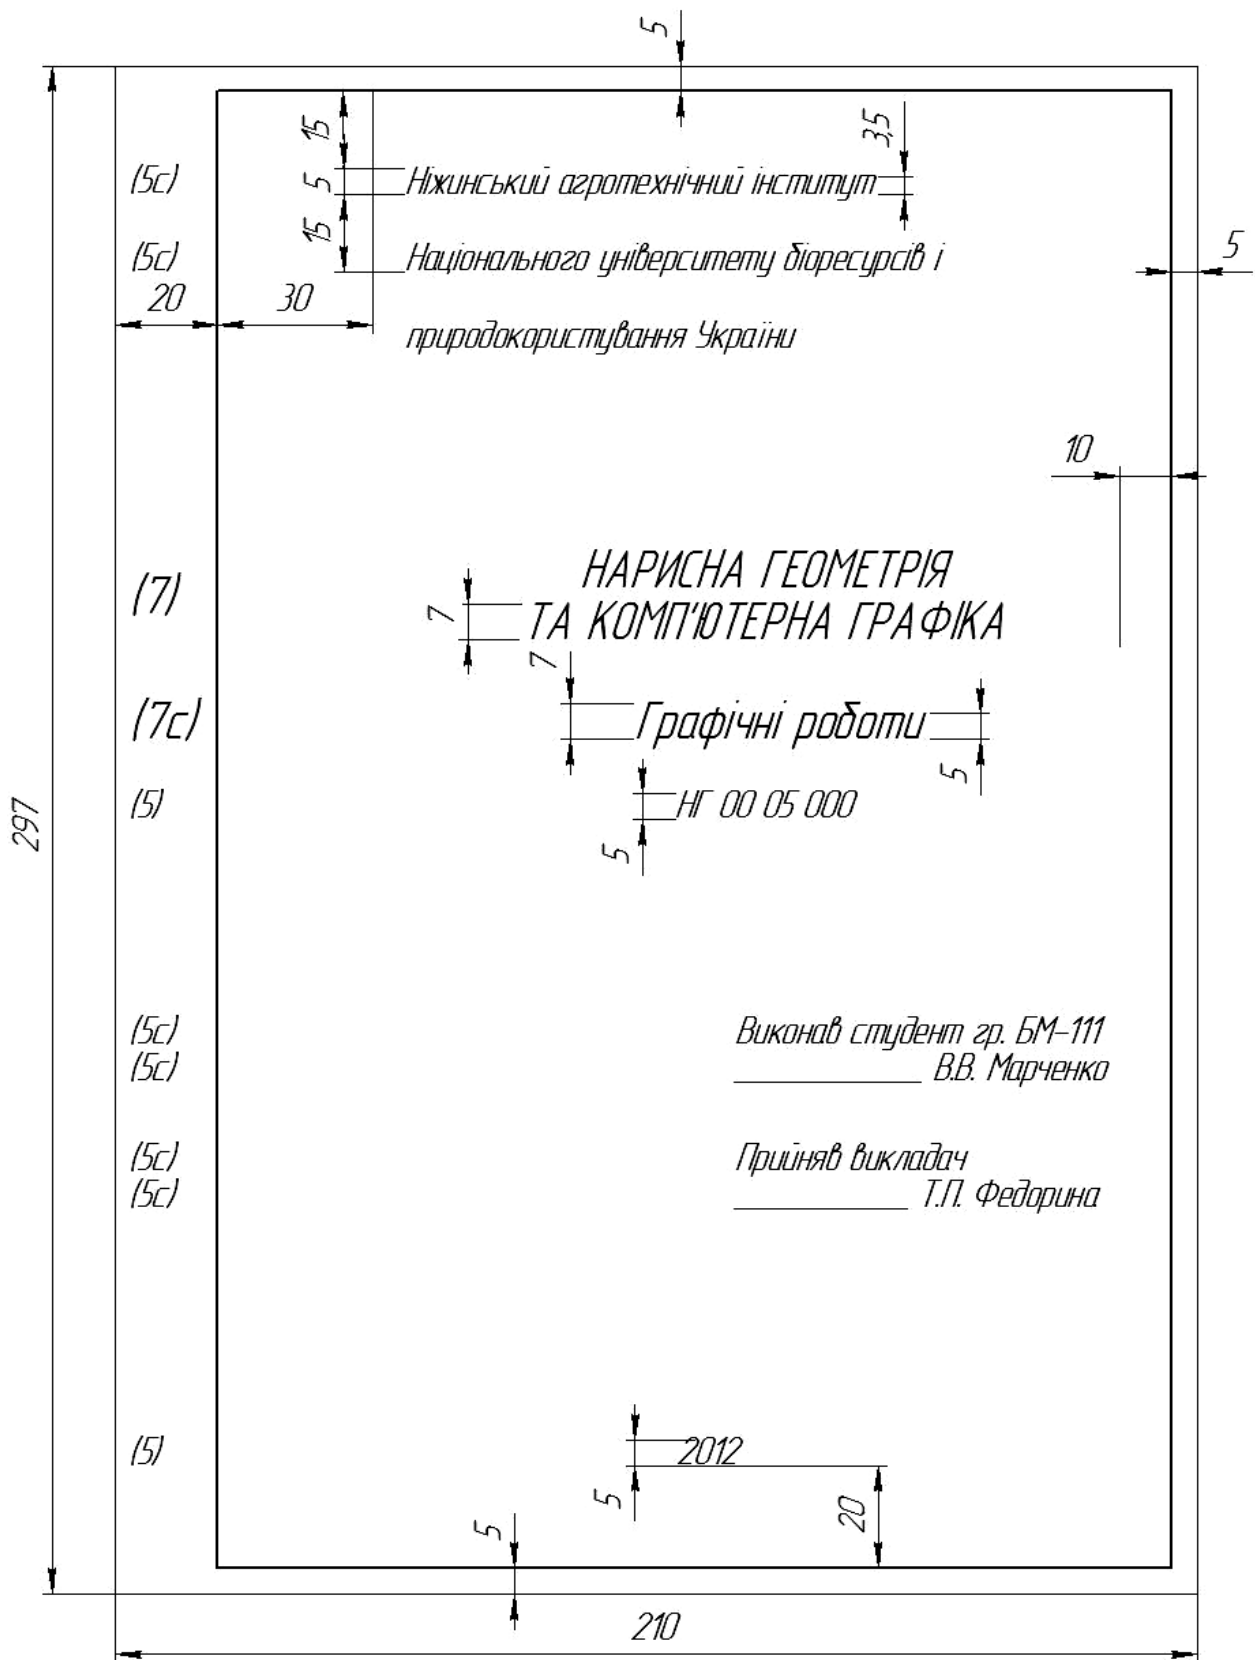 5
15
3,5
(5с) 5 Ніжинський агротехнічний інститут
15
(5с) Національного університету біоресурсів і 5
20 30
природокористування України
10
НАРИСНА ГЕОМЕТРІЯ
(7) 7 ТА КОМП'ЮТЕРНА ГРАФІКА
7
(7с) Графічні роботи
5
(5) НГ 00 05 000
297
5
(5с) Виконав студент гр. БМ-111
(5с) В.В. Марченко
(5с) Прийняв викладач
(5с) Т.П. Федорина
(5) 2012
5 20
5
210